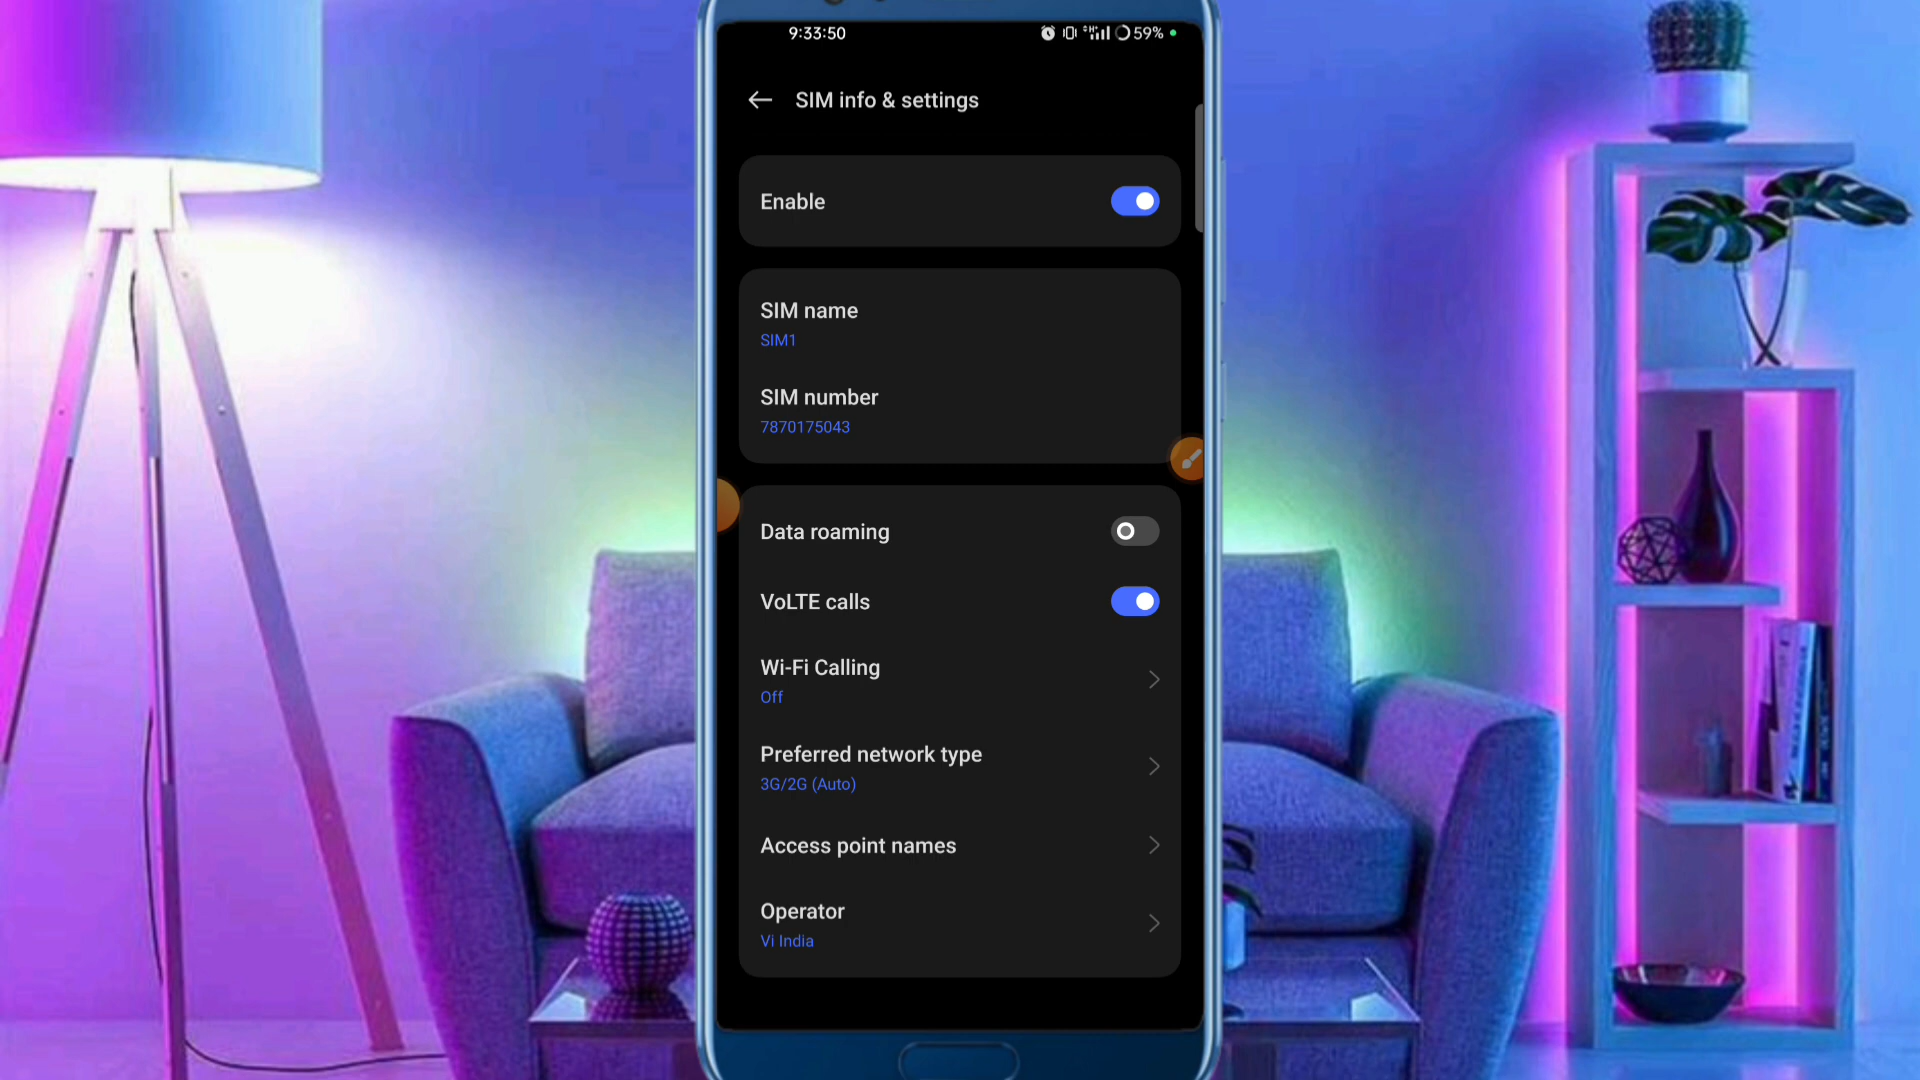 9:33:50
59%
SIM info & settings
Enable
SIM name
SIM1
SIM number
7870175043
Data roaming
VoLTE calls
Wi-Fi Calling
Off
Preferred network type
3G/2G (Auto)
Access point names
Operator
Vi India